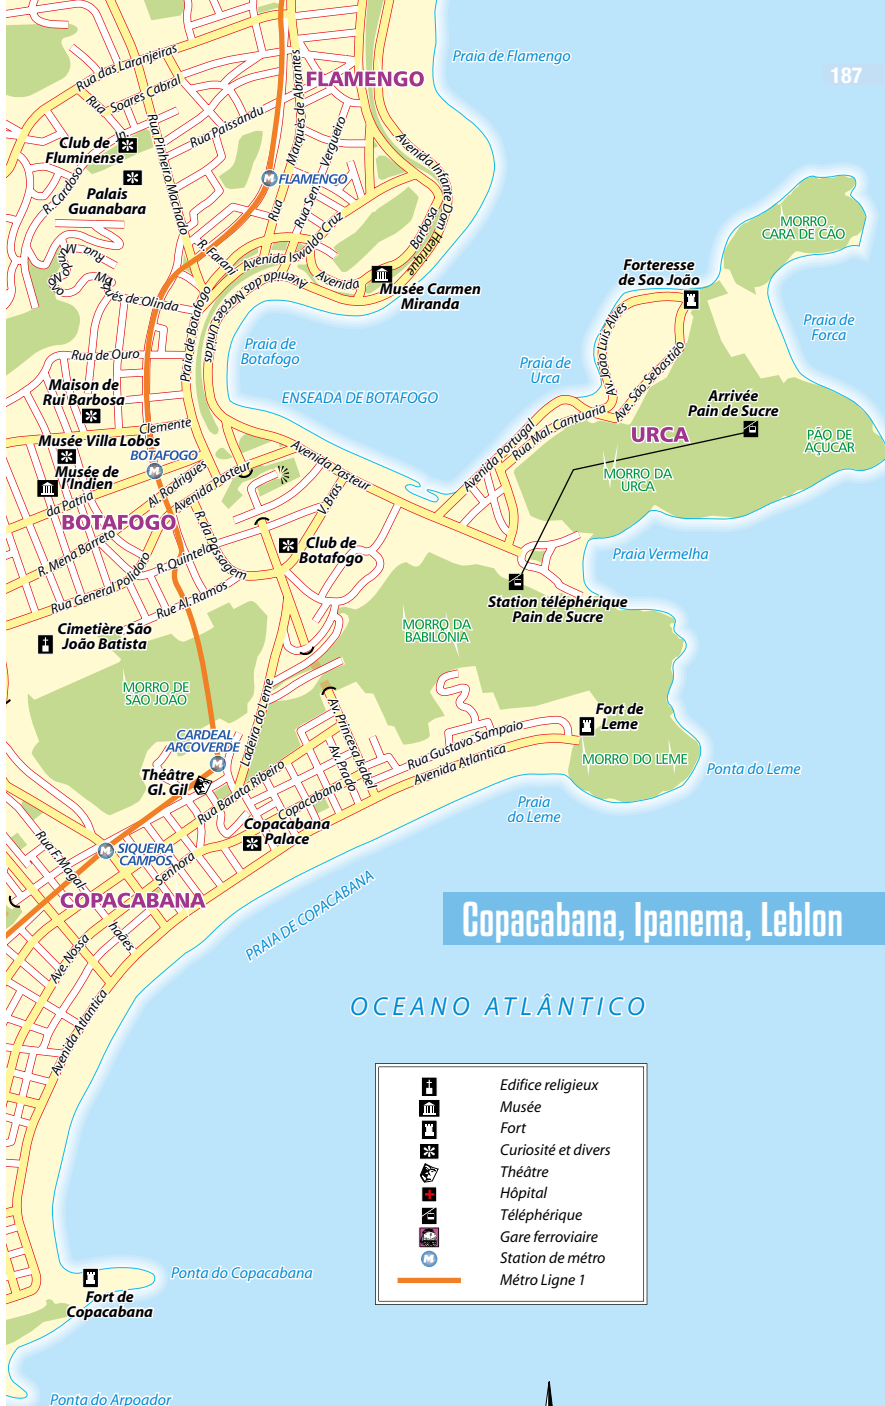 Praia de Flamengo
187
Rua das Laranjeiras
FLAMENGO
Rua
Soares Cabral
Marquês de Abrantes
Rua Paissandu
Rua Pinheiro Machado
In.
Club de
Fluminense
R. Cardoso
Palais
Guanabara
FLAMENGO
Rua Sen. Vergueiro
Rua
Avenida Infante Dom Henrique
Barbosa
MORRO
CARA DE CÃO
R. Farani
Avenida Iswaldo Cruz
Avenida das Nações Unidas
Avenida
Rua M
Arês de Olinda
Musée Carmen
Miranda
Forteresse
de Sao João
Praia de Botafogo
Praia de
Botafogo
Praia de
Forca
Rua de Ouro
Praia de
Urca
Av. João Luis Alves
Ave. São Sebastião
Maison de
Rui Barbosa
ENSEADA DE BOTAFOGO
Arrivée
Pain de Sucre
Clemente
Avenida Portugal
Rua Mal. Cantuaria
URCA
PÃO DE
AÇUCAR
Musée Villa Lobos
BOTAFOGO
Musée de
l'Indien
Avenida Pasteur
MORRO DA
URCA
Al. Rodrigues
Avenida Pasteur
da Patria
V. Bras
BOTAFOGO
R. da Passagem
R. Mena Barreto
R. Quintela
Club de
Botafogo
Praia Vermelha
Rua General Polidoro
Rue Al. Ramos
Station téléphérique
Pain de Sucre
Cimetière São
João Batista
MORRO DA
BABILÔNIA
MORRO DE
SAO JOÃO
Ladeira do Leme
Av. Princesa Isabel
Fort de
Leme
CARDEAL
ARCOVERDE
Rua Gustavo Sampaio
Avenida Atlantica
Av. Prado
MORRO DO LEME
Ponta do Leme
Théâtre
Gl. Gil
Rua Barata Ribeiro
Copacabana
Praia
do Leme
Copacabana
Palace
Rua F. Magal-
haães.
SIQUEIRA
CAMPOS
Senhora
COPACABANA
PRAIA DE COPACABANA
Copacabana, Ipanema, Leblon
Ave. Nossa
OCEANO ATLÂNTICO
Avenida Atlantica
Edifice religieux
Musée
Fort
Curiosité et divers
Théâtre
Hôpital
Téléphérique
Gare ferroviaire
Station de métro
Métro Ligne 1
Ponta do Copacabana
Fort de
Copacabana
Ponta do Arpoador